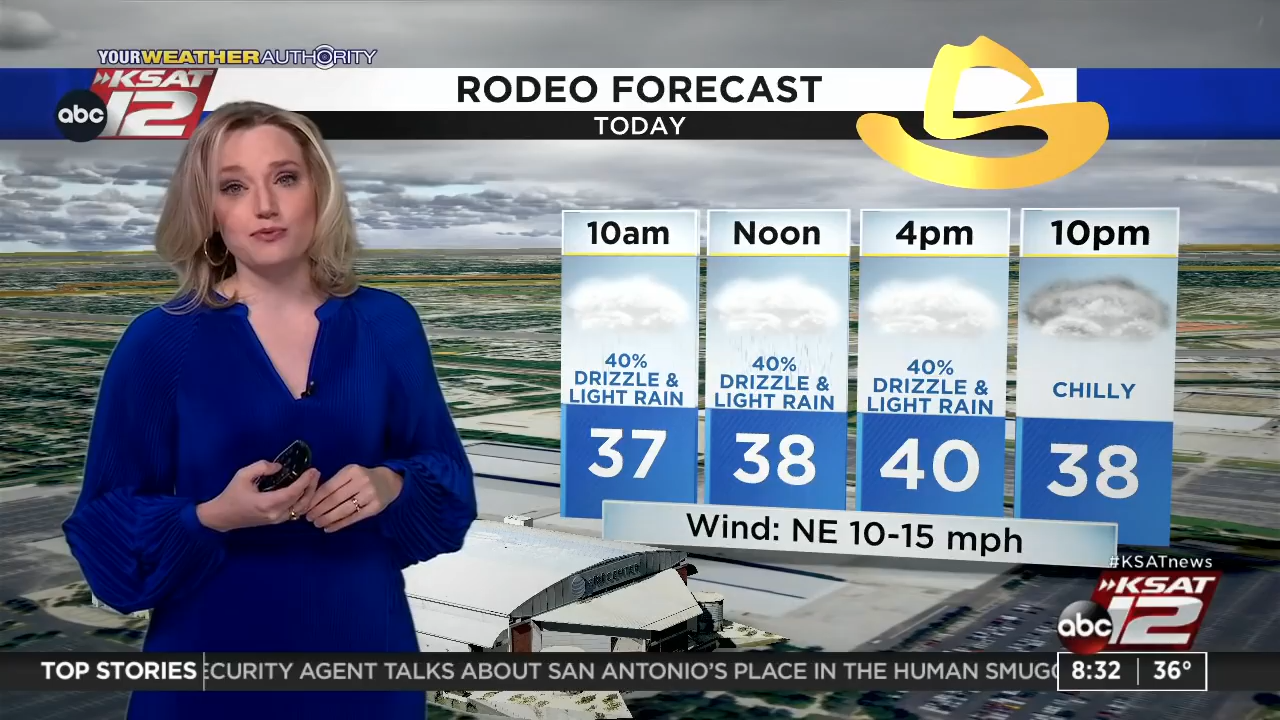 YOURWEATHERAUTHORITY
KSAT
abc 12
RODEO FORECAST
TODAY
10am
40%
DRIZZLE &
LIGHT RAIN
37
Noon
40%
DRIZZLE &
LIGHT RAIN
38
4pm
40%
DRIZZLE &
LIGHT RAIN
40
10pm
CHILLY
38
Wind: NE 10-15 mph
CENTER
#KSATnews
KSAT
abc 12
TOP STORIES ECURITY AGENT TALKS ABOUT SAN ANTONIO'S PLACE IN THE HUMAN SMUGG
8:32 36°